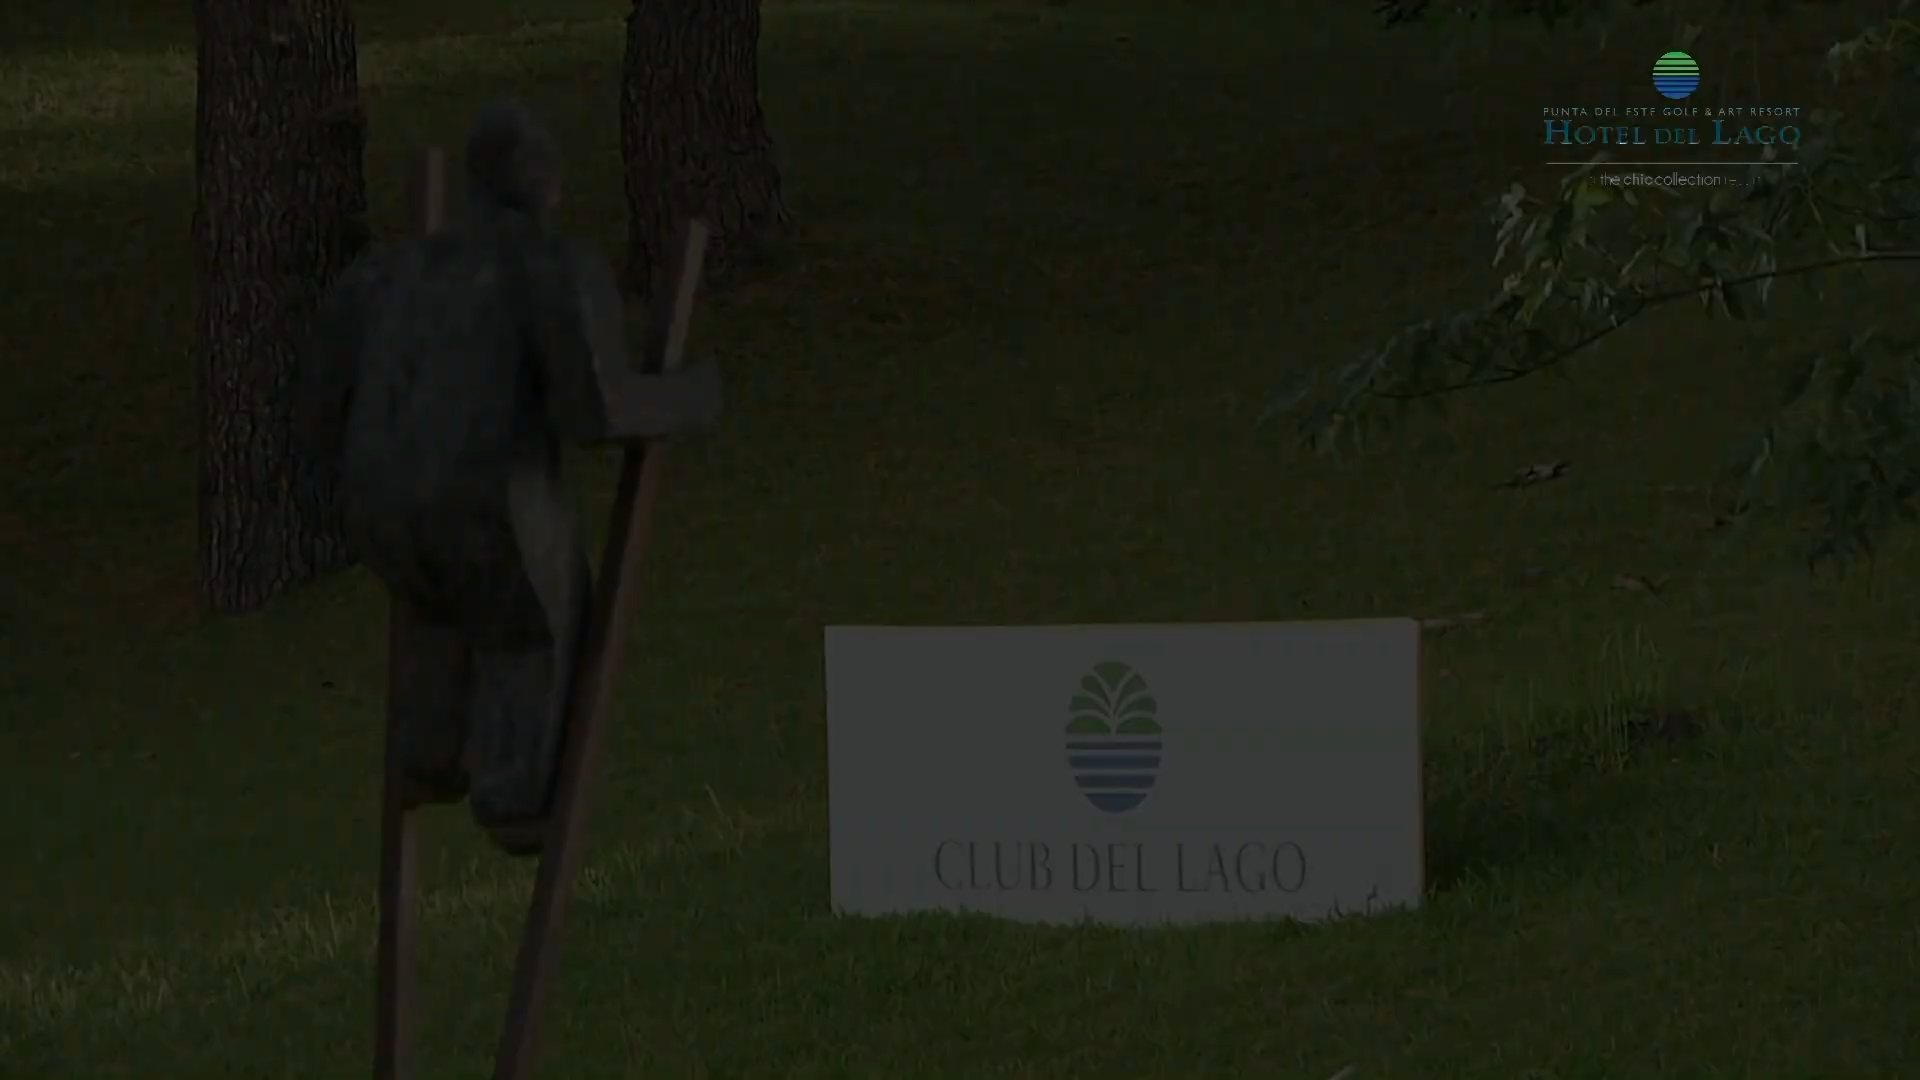 PUNTA DEL ESTE GOLF & ART RESORT
HOTEL DEL LAGO
the chic collection
CLUB DEL LAGO